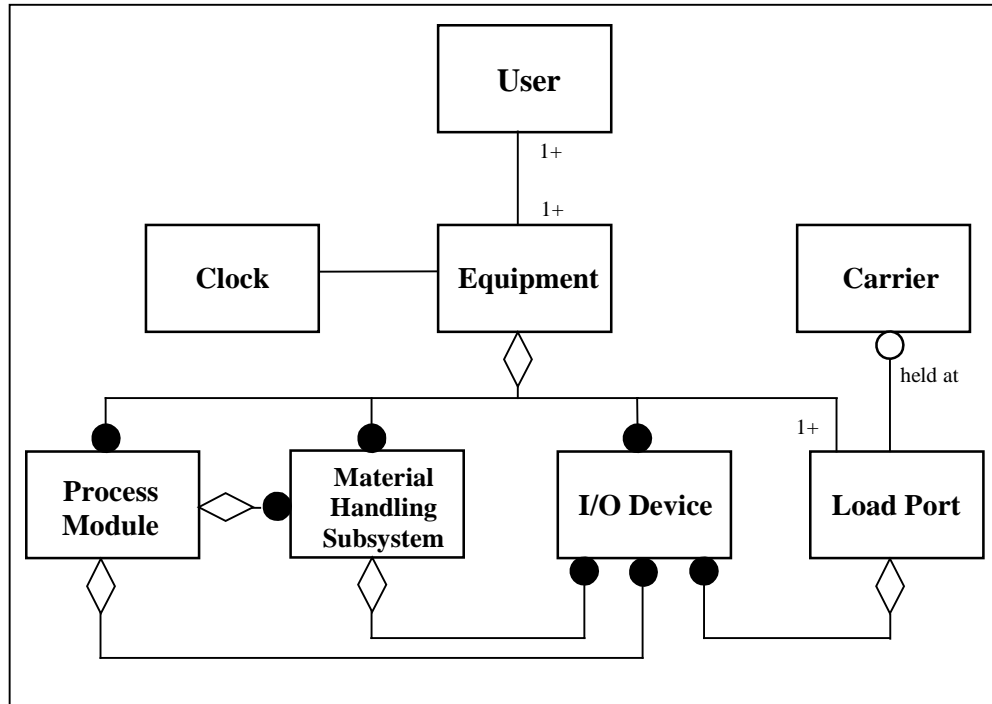 User
1+
1+
Clock
Equipment
Carrier
held at
1+
Process
Module
Material
Handling
Subsystem
I/O Device
Load Port